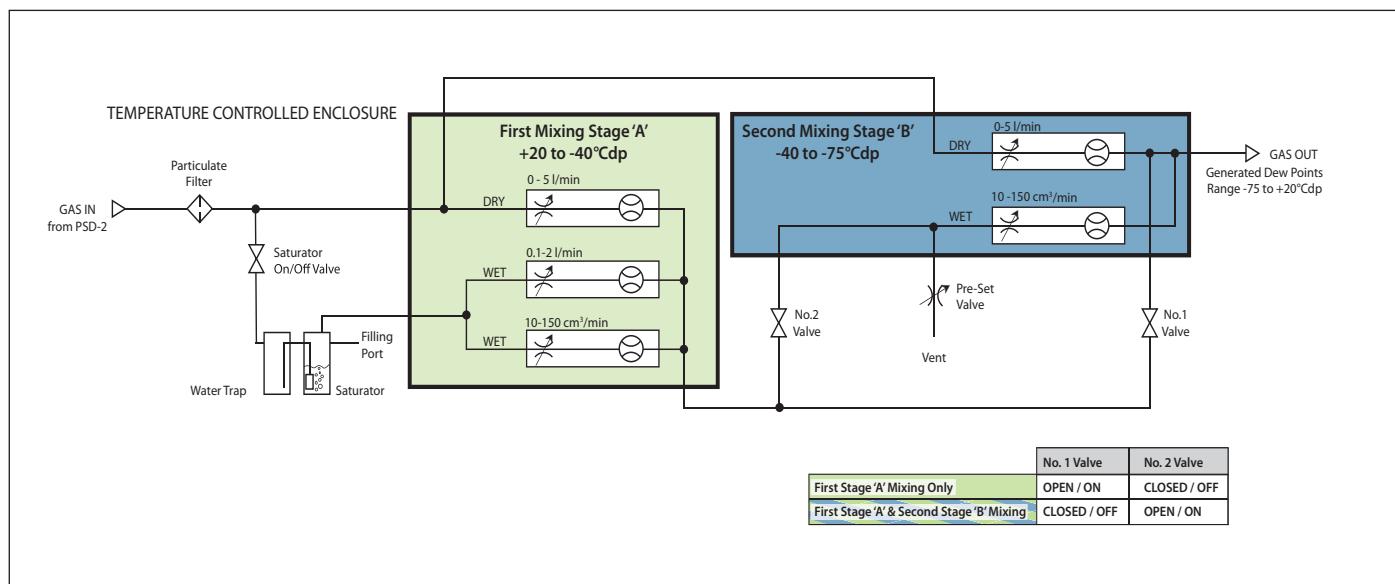 TEMPERATURE CONTROLLED ENCLOSURE
Particulate
Filter
GAS IN
from PSD-2
Saturator
On/Off Valve
Water Trap
Saturator
Filling
Port
First Mixing Stage ‘A’
+20 to -40°Cdp
0 - 5 l/min
DRY
0.1-2 l/min
WET
10-150 cm³/min
WET
Second Mixing Stage ‘B’
-40 to -75°Cdp
0-5 l/min
DRY
10 -150 cm³/min
WET
GAS OUT
Generated Dew Points
Range -75 to +20°Cdp
No.2
Valve
Pre-Set
Valve
Vent
No.1
Valve
No. 1 Valve No. 2 Valve
First Stage ‘A’ Mixing Only OPEN / ON CLOSED / OFF
First Stage ‘A’ & Second Stage ‘B’ Mixing CLOSED / OFF OPEN / ON